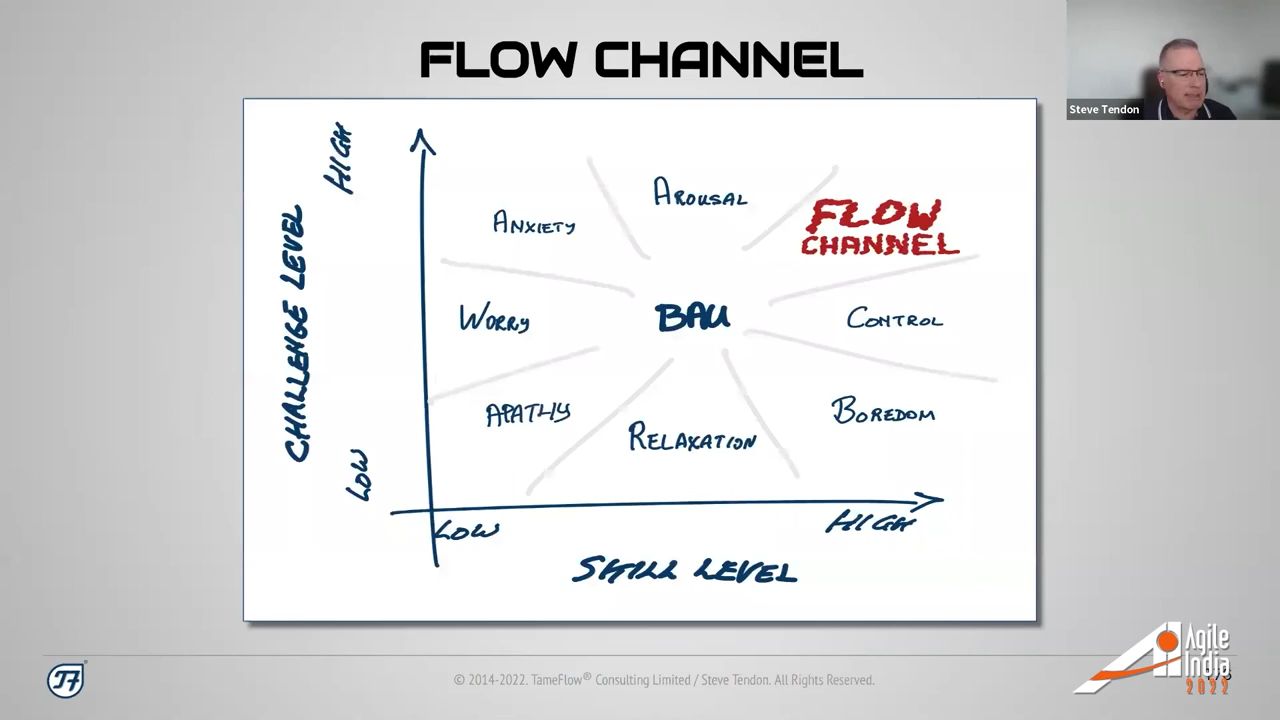 FLOW CHANNEL
Steve Tendon
HIGH
CHALLENGE LEVEL
LOW
ANXIETY
AROUSAL
FLOW
CHANNEL
WORRY
BAU
CONTROL
APATHY
RELAXATION
BOREDOM
LOW
HIGH
SKILL LEVEL
TF
© 2014-2022. TameFlow® Consulting Limited / Steve Tendon. All Rights Reserved.
Agile
India
2022